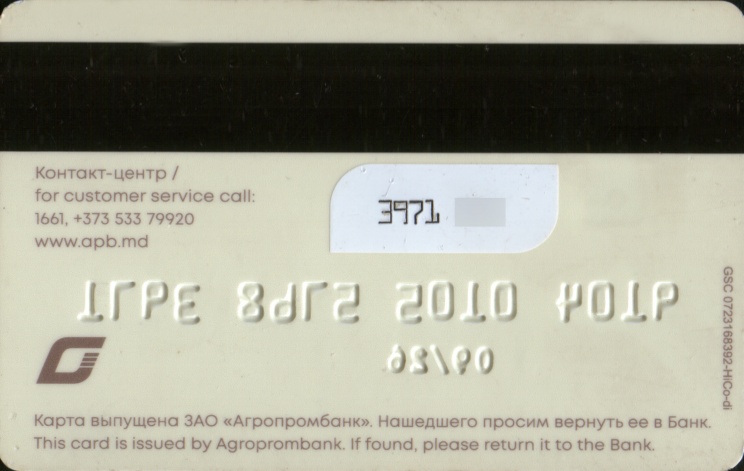 Контакт-центр /
for customer service call:
1661, +373 533 79920
www.apb.md
3971
GSC 0723168392-HiCo-di
Карта выпущена ЗАО «Агропромбанк». Нашедшего просим вернуть ее в Банк.
This card is issued by Agroprombank. If found, please return it to the Bank.